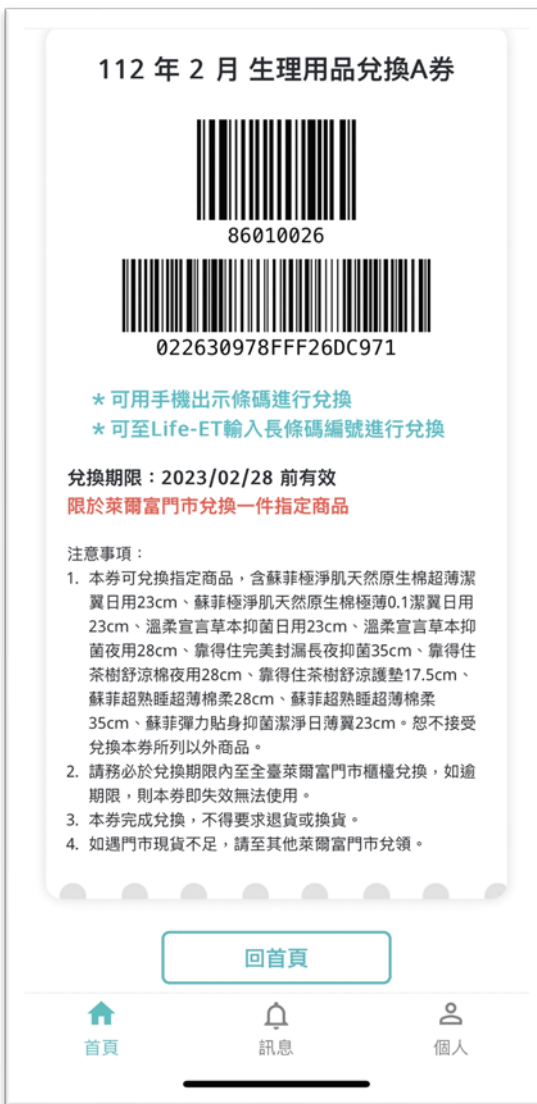 112 年 2 月 生理用品兌換A券
86010026
022630978FFF26DC971
＊可用手機出示條碼進行兌換
＊可至Life-ET輸入長條碼編號進行兌換
兌換期限：2023/02/28 前有效
限於萊爾富門市兌換一件指定商品
注意事項：
1. 本券可兌換指定商品，含蘇菲極淨肌天然原生棉超薄潔
翼日用23cm、蘇菲極淨肌天然原生棉極薄0.1潔翼日用
23cm、溫柔宣言草本抑菌日用23cm、溫柔宣言草本抑
菌夜用28cm、靠得住完美封漏長夜抑菌35cm、靠得住
茶樹舒涼棉夜用28cm、靠得住茶樹舒涼護墊17.5cm、
蘇菲超熟睡超薄棉柔28cm、蘇菲超熟睡超薄棉柔
35cm、蘇菲彈力貼身抑菌潔淨日薄翼23cm。恕不接受
兌換本券所列以外商品。
2. 請務必於兌換期限內至全臺萊爾富門市櫃檯兌換，如逾
期限，則本券即失效無法使用。
3. 本券完成兌換，不得要求退貨或換貨。
4. 如遇門市現貨不足，請至其他萊爾富門市兌領。
回首頁
首頁
訊息
個人